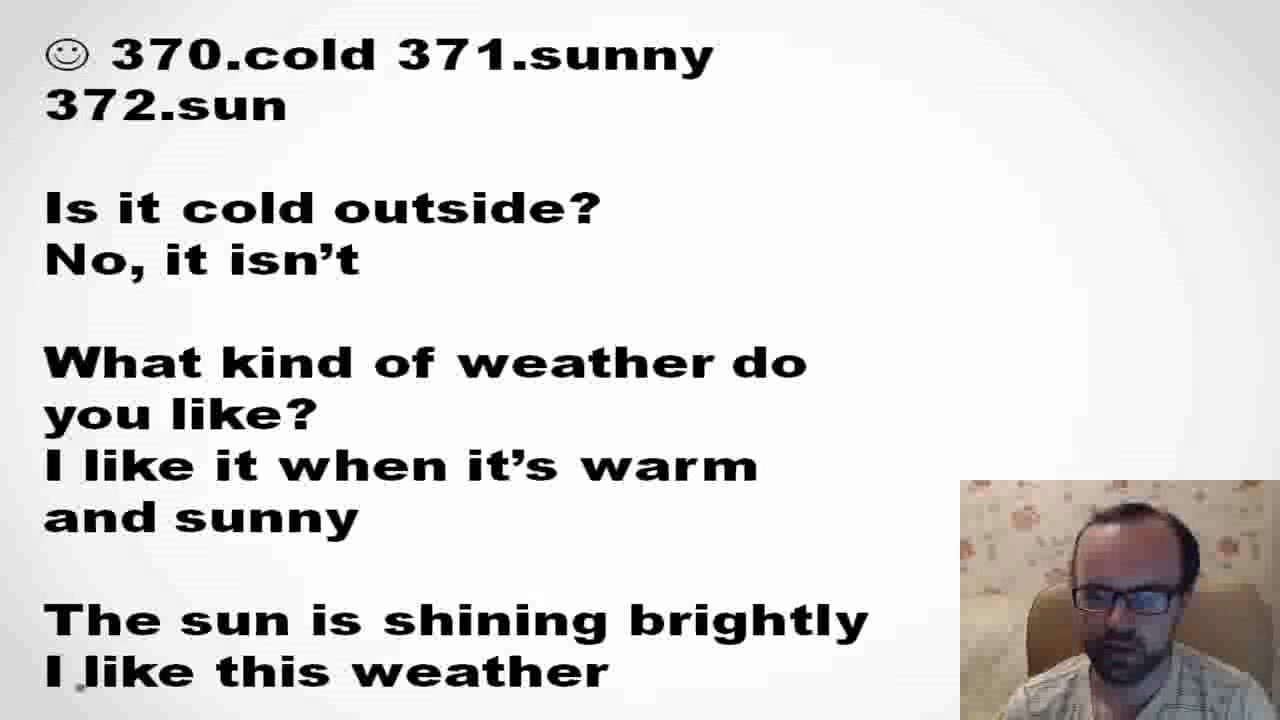 ☺ 370.cold 371.sunny
372.sun
Is it cold outside?
No, it isn’t
What kind of weather do
you like?
I like it when it’s warm
and sunny
The sun is shining brightly
I like this weather